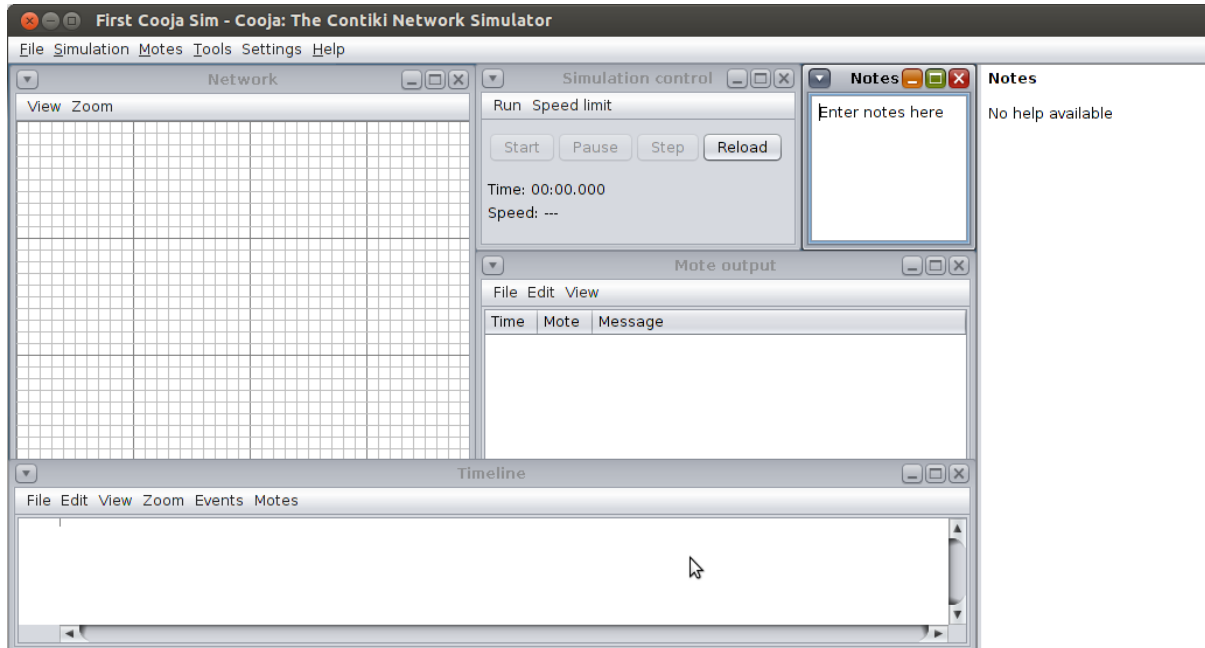 First Cooja Sim - Cooja: The Contiki Network Simulator
File Simulation Motes Tools Settings Help
Network
View Zoom
Simulation control
Run Speed limit
Start Pause Step Reload
Time: 00:00.000
Speed: ---
Notes
Enter notes here
Notes
No help available
Mote output
File Edit View
Time Mote Message
Timeline
File Edit View Zoom Events Motes